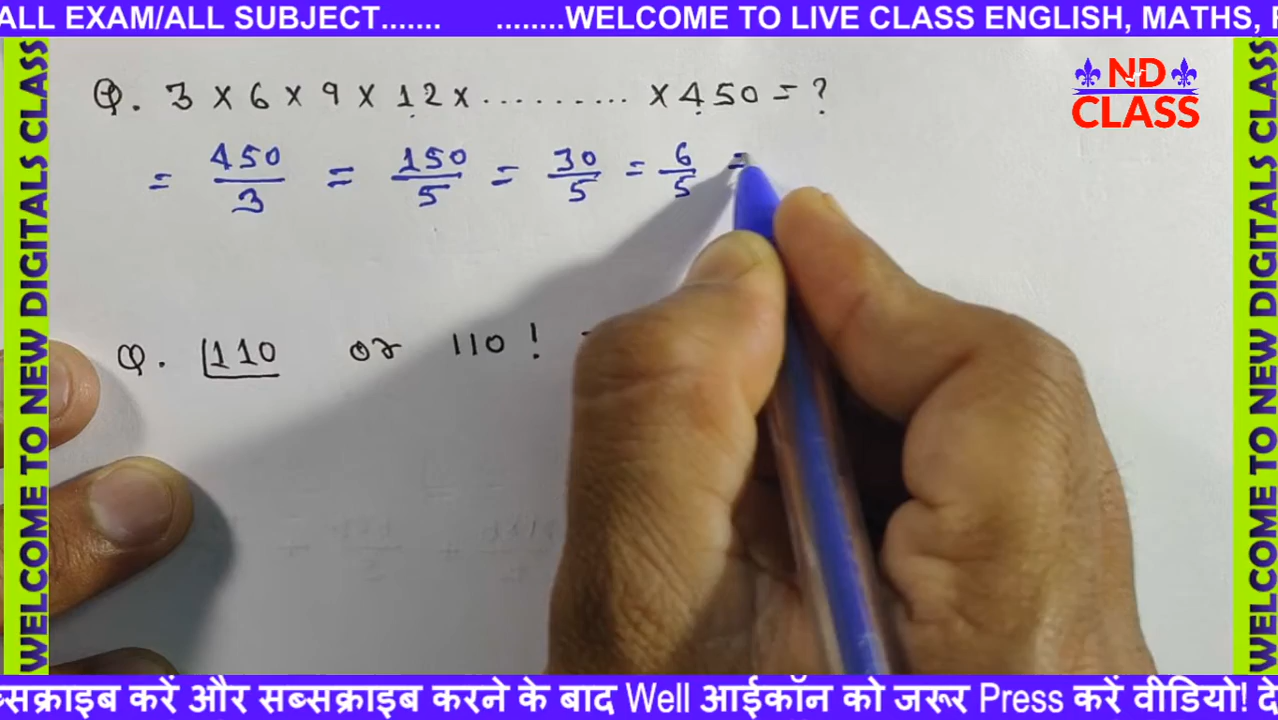 ALL EXAM/ALL SUBJECT....... ........WELCOME TO LIVE CLASS ENGLISH, MATHS,
WELCOME TO NEW DIGITALS CLASS
ND
CLASS
Q. 3 × 6 × 9 × 12 × .......... × 450 = ?
= 450/3 = 150/5 = 30/5 = 6/5 =
Q. |110 or 110 !
WELCOME TO NEW DIGITALS CLASS
ब्सक्राइब करें और सब्सक्राइब करने के बाद Well आईकॉन को जरूर Press करें वीडियो! दे